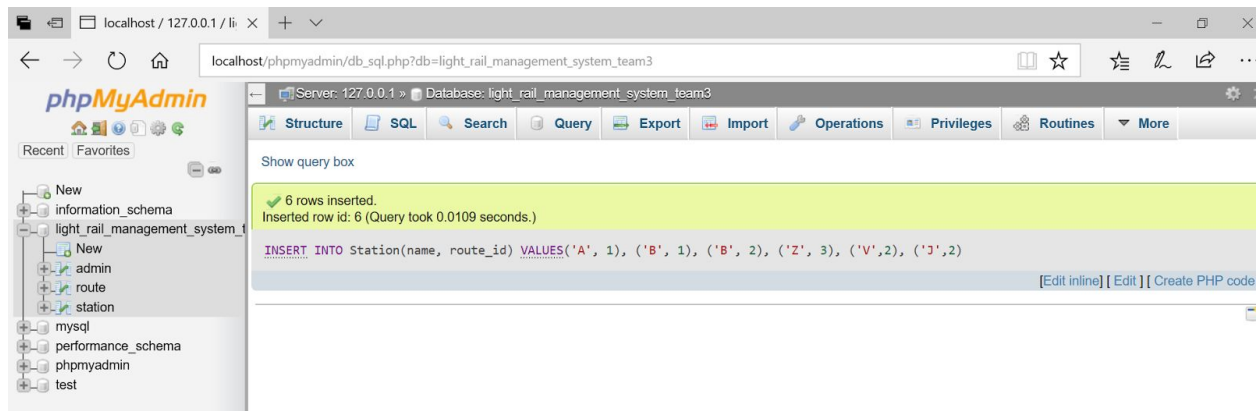 localhost / 127.0.0.1 / li
localhost/phpmyadmin/db_sql.php?db=light_rail_management_system_team3
phpMyAdmin
Recent Favorites
New
information_schema
light_rail_management_system_t
New
admin
route
station
mysql
performance_schema
phpmyadmin
test
Server: 127.0.0.1 » Database: light_rail_management_system_team3
Structure SQL Search Query Export Import Operations Privileges Routines More
Show query box
6 rows inserted.
Inserted row id: 6 (Query took 0.0109 seconds.)
INSERT INTO Station(name, route_id) VALUES('A', 1), ('B', 1), ('B', 2), ('Z', 3), ('V',2), ('J',2)
[Edit inline] [ Edit ] [ Create PHP code